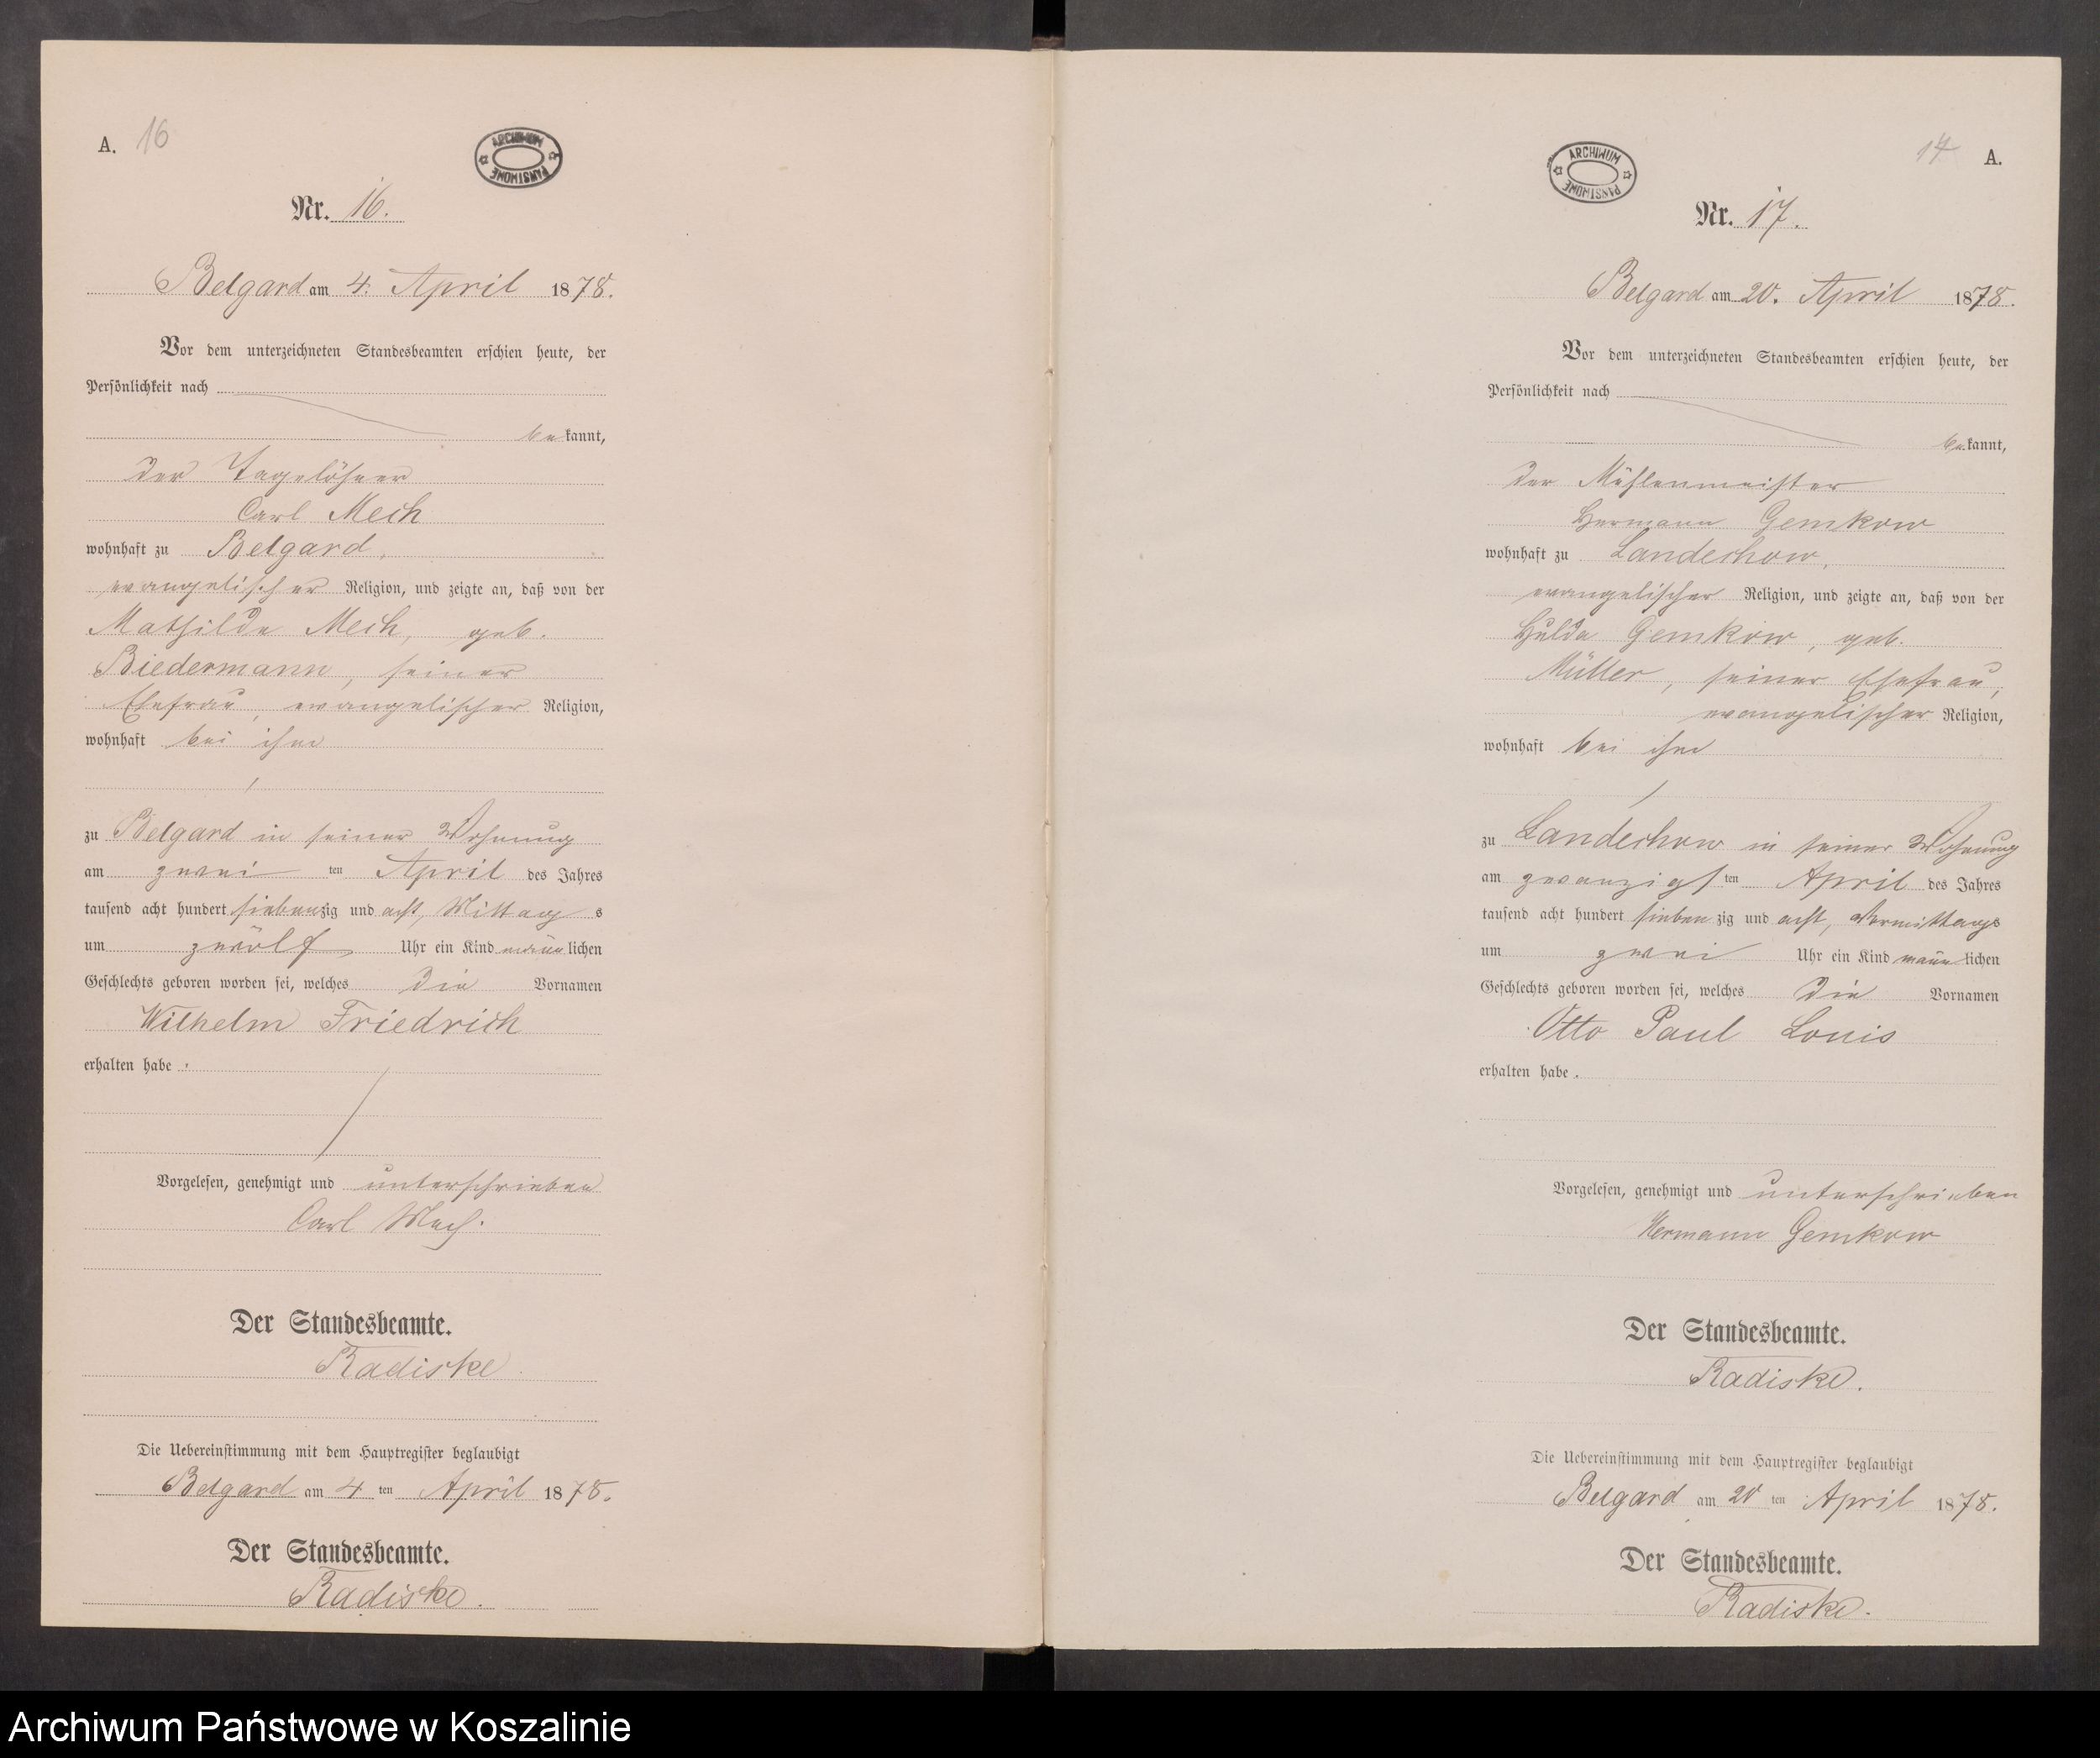 A. 16
ARCHIWUM PAŃSTWOWE
Nr. 16.
Belgard am 4. April 1878.
Vor dem unterzeichneten Standesbeamten erschien heute, der
Persönlichkeit nach
bekannt,
der Tagelöhner
Carl Mech
wohnhaft zu Belgard,
evangelischer Religion, und zeigte an, daß von der
Mathilde Mech, geb.
Biedermann, seiner
Ehefrau, evangelischer Religion,
wohnhaft bei ihm
zu Belgard in seiner Wohnung
am zwei ten April des Jahres
tausend acht hundert siebenzig und acht, Mittag s
um zwölf Uhr ein Kind männlichen
Geschlechts geboren worden sei, welches die Vornamen
Wilhelm Friedrich
erhalten habe.
Vorgelesen, genehmigt und unterschrieben
Carl Mech.
Der Standesbeamte.
Radiske.
Die Uebereinstimmung mit dem Hauptregister beglaubigt
Belgard am 4 ten April 1878.
Der Standesbeamte.
Radiske.
17 A.
ARCHIWUM PAŃSTWOWE
Nr. 17.
Belgard am 20. April 1878.
Vor dem unterzeichneten Standesbeamten erschien heute, der
Persönlichkeit nach
bekannt,
der Mühlenmeister
Hermann Gemkow
wohnhaft zu Landechow,
evangelischer Religion, und zeigte an, daß von der
Hulda Gemkow, geb.
Müller, seiner Ehefrau,
evangelischer Religion,
wohnhaft bei ihm
zu Landechow in seiner Wohnung
am zwanzigsten April des Jahres
tausend acht hundert siebenzig und acht, Vormittags
um zwei Uhr ein Kind männlichen
Geschlechts geboren worden sei, welches die Vornamen
Otto Paul Louis
erhalten habe.
Vorgelesen, genehmigt und unterschrieben
Hermann Gemkow
Der Standesbeamte.
Radiske.
Die Uebereinstimmung mit dem Hauptregister beglaubigt
Belgard am 20 ten April 1878.
Der Standesbeamte.
Radiske.
Archiwum Państwowe w Koszalinie